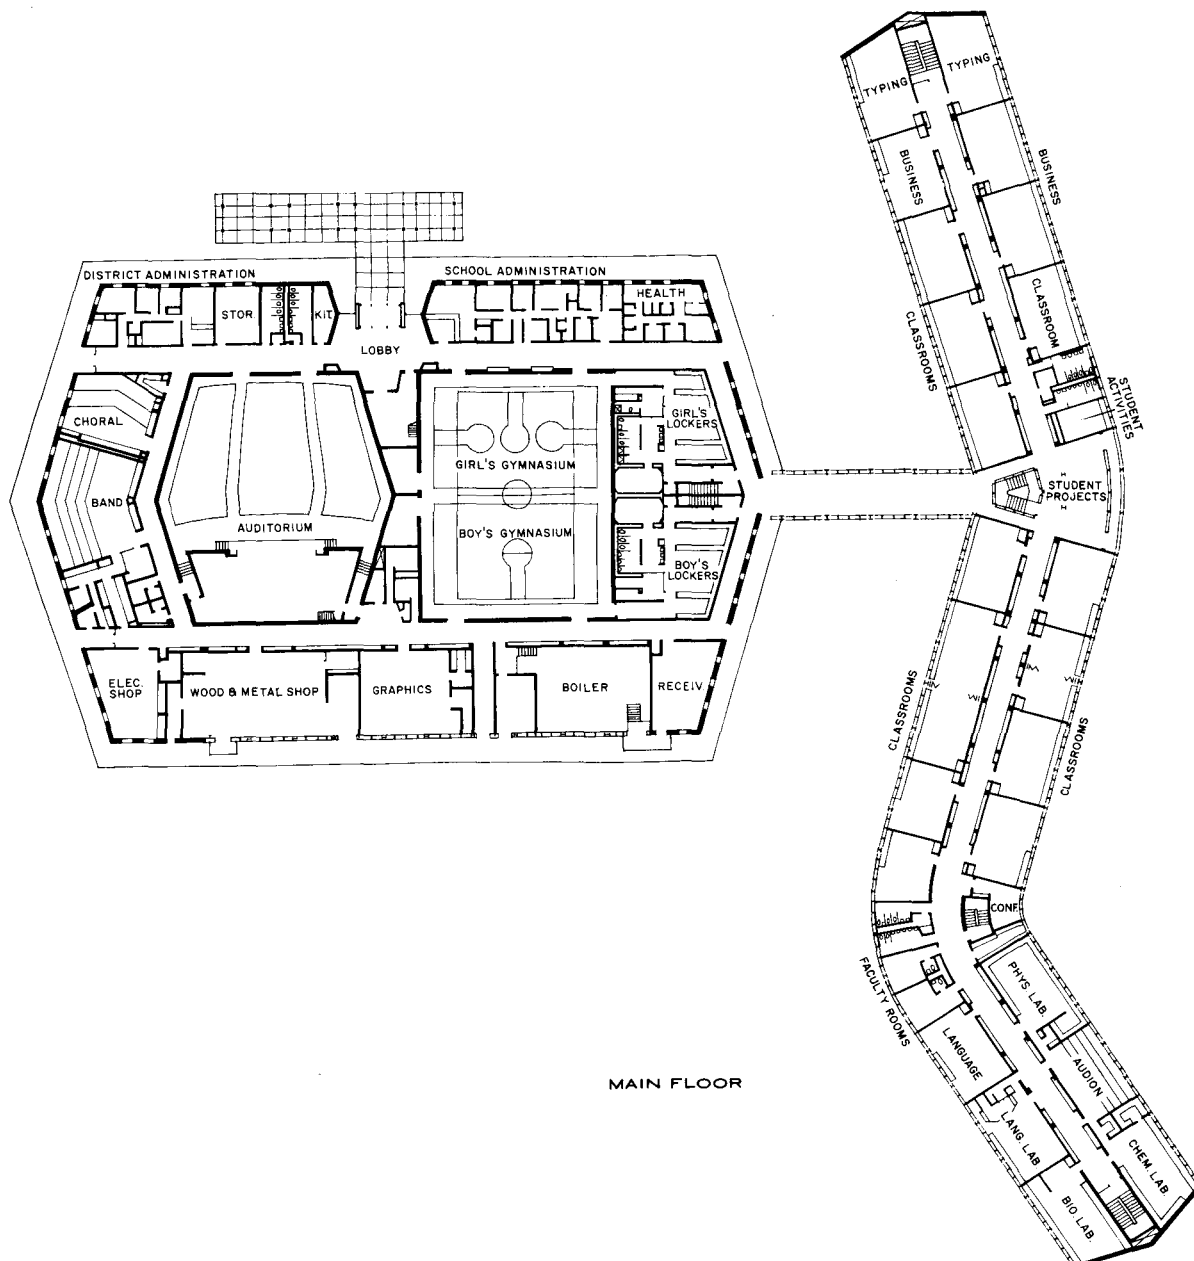 TYPING
TYPING
BUSINESS
BUSINESS
DISTRICT ADMINISTRATION
SCHOOL ADMINISTRATION
HEALTH
STOR.
KIT.
LOBBY
CLASSROOM
CLASSROOMS
STUDENT
ACTIVITIES
CHORAL
GIRL'S
LOCKERS
GIRL'S GYMNASIUM
STUDENT
PROJECTS
BAND
AUDITORIUM
BOY'S GYMNASIUM
BOY'S
LOCKERS
ELEC.
SHOP
WOOD & METAL SHOP
GRAPHICS
BOILER
RECEIV.
CLASSROOMS
CLASSROOMS
CONF.
FACULTY ROOMS
PHYS. LAB.
LANGUAGE
AUDION
MAIN FLOOR
LANG. LAB
CHEM. LAB.
BIO. LAB.